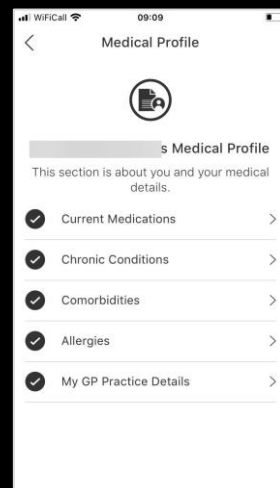 WiFiCall
09:09
Medical Profile
s Medical Profile
This section is about you and your medical
details.
Current Medications
Chronic Conditions
Comorbidities
Allergies
My GP Practice Details